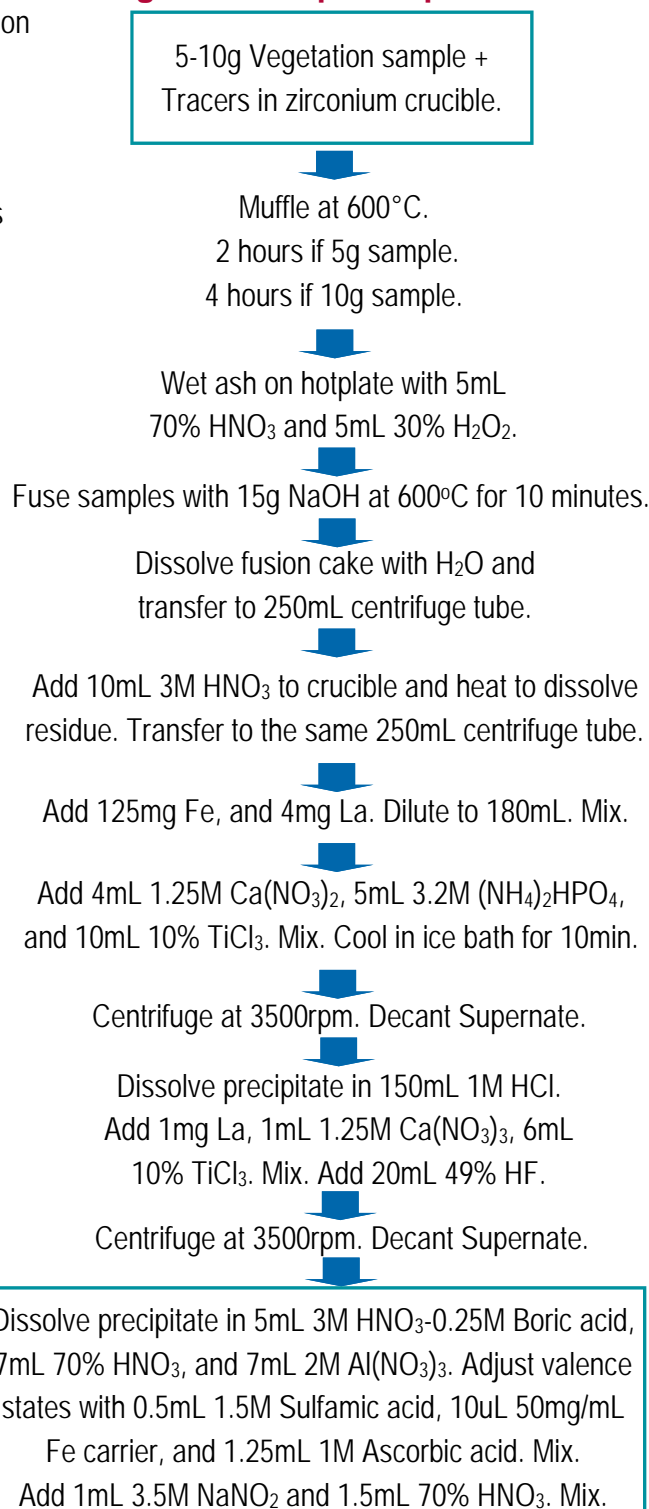 on
5-10g Vegetation sample +
Tracers in zirconium crucible.
s
Muffle at 600°C.
2 hours if 5g sample.
4 hours if 10g sample.
Wet ash on hotplate with 5mL
70% HNO₃ and 5mL 30% H₂O₂.
Fuse samples with 15g NaOH at 600ºC for 10 minutes.
Dissolve fusion cake with H₂O and
transfer to 250mL centrifuge tube.
Add 10mL 3M HNO₃ to crucible and heat to dissolve
residue. Transfer to the same 250mL centrifuge tube.
Add 125mg Fe, and 4mg La. Dilute to 180mL. Mix.
Add 4mL 1.25M Ca(NO₃)₂, 5mL 3.2M (NH₄)₂HPO₄,
and 10mL 10% TiCl₃. Mix. Cool in ice bath for 10min.
Centrifuge at 3500rpm. Decant Supernate.
Dissolve precipitate in 150mL 1M HCl.
Add 1mg La, 1mL 1.25M Ca(NO₃)₃, 6mL
10% TiCl₃. Mix. Add 20mL 49% HF.
Centrifuge at 3500rpm. Decant Supernate.
Dissolve precipitate in 5mL 3M HNO₃-0.25M Boric acid,
7mL 70% HNO₃, and 7mL 2M Al(NO₃)₃. Adjust valence
states with 0.5mL 1.5M Sulfamic acid, 10uL 50mg/mL
Fe carrier, and 1.25mL 1M Ascorbic acid. Mix.
Add 1mL 3.5M NaNO₂ and 1.5mL 70% HNO₃. Mix.